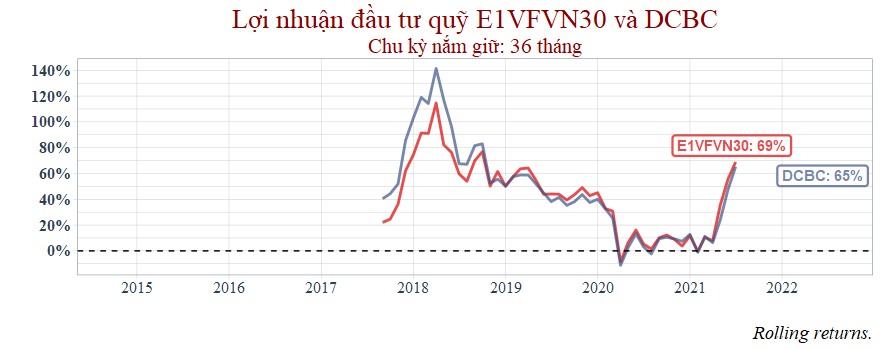 Lợi nhuận đầu tư quỹ E1VFVN30 và DCBC
Chu kỳ nắm giữ: 36 tháng
140%
120%
100%
80%
60%
40%
20%
0%
E1VFVN30: 69%
DCBC: 65%
2015 2016 2017 2018 2019 2020 2021 2022
Rolling returns.